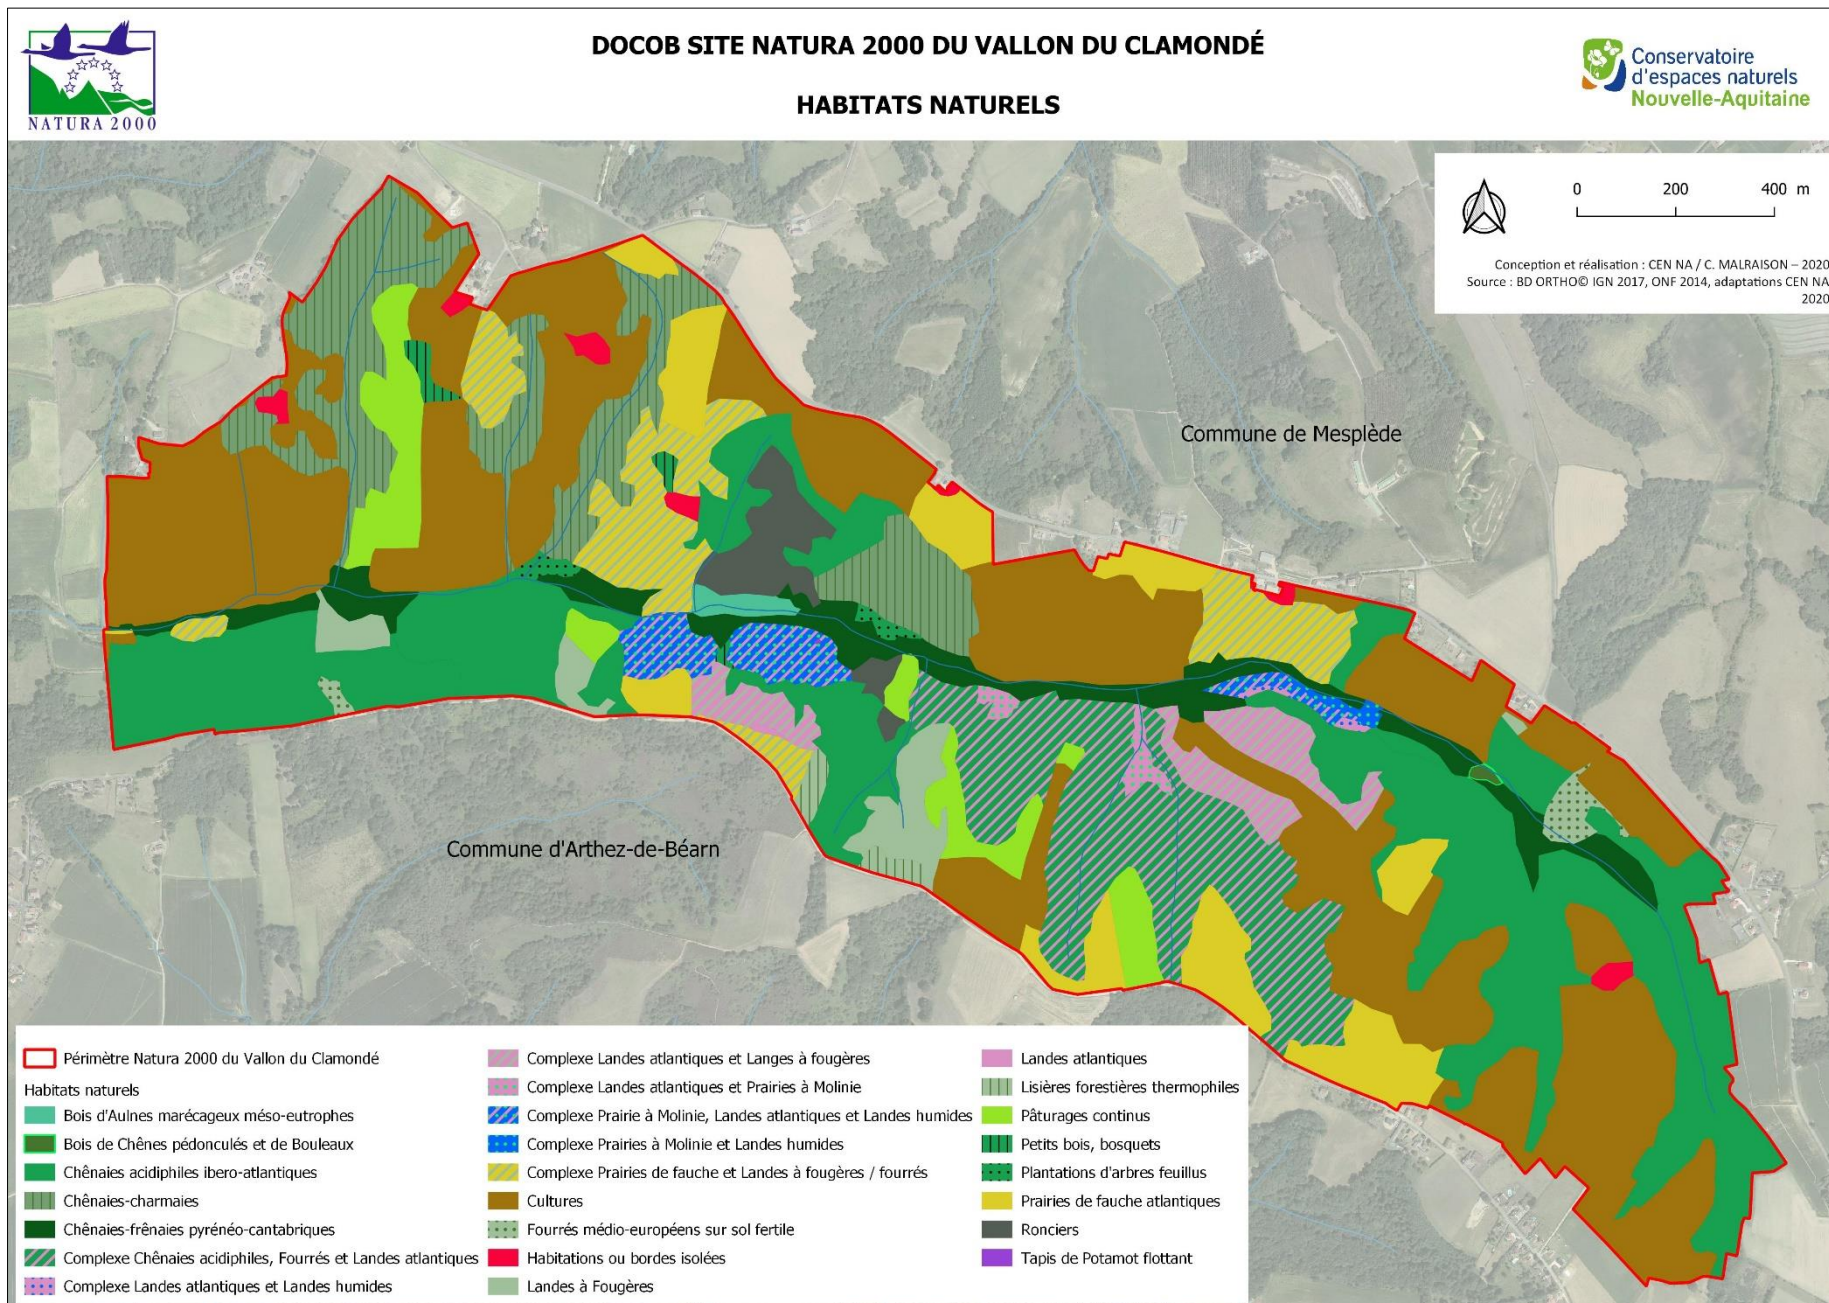 NATURA 2000
DOCOB SITE NATURA 2000 DU VALLON DU CLAMONDÉ
HABITATS NATURELS
Conservatoire
d'espaces naturels
Nouvelle-Aquitaine
0 200 400 m
Conception et réalisation : CEN NA / C. MALRAISON – 2020
Source : BD ORTHO© IGN 2017, ONF 2014, adaptations CEN NA
2020
Commune de Mesplède
Commune d'Arthez-de-Béarn
Périmètre Natura 2000 du Vallon du Clamondé
Habitats naturels
Bois d'Aulnes marécageux méso-eutrophes
Bois de Chênes pédonculés et de Bouleaux
Chênaies acidiphiles ibero-atlantiques
Chênaies-charmaies
Chênaies-frênaies pyrénéo-cantabriques
Complexe Chênaies acidiphiles, Fourrés et Landes atlantiques
Complexe Landes atlantiques et Landes humides
Complexe Landes atlantiques et Langes à fougères
Complexe Landes atlantiques et Prairies à Molinie
Complexe Prairie à Molinie, Landes atlantiques et Landes humides
Complexe Prairies à Molinie et Landes humides
Complexe Prairies de fauche et Landes à fougères / fourrés
Cultures
Fourrés médio-européens sur sol fertile
Habitations ou bordes isolées
Landes à Fougères
Landes atlantiques
Lisières forestières thermophiles
Pâturages continus
Petits bois, bosquets
Plantations d'arbres feuillus
Prairies de fauche atlantiques
Ronciers
Tapis de Potamot flottant